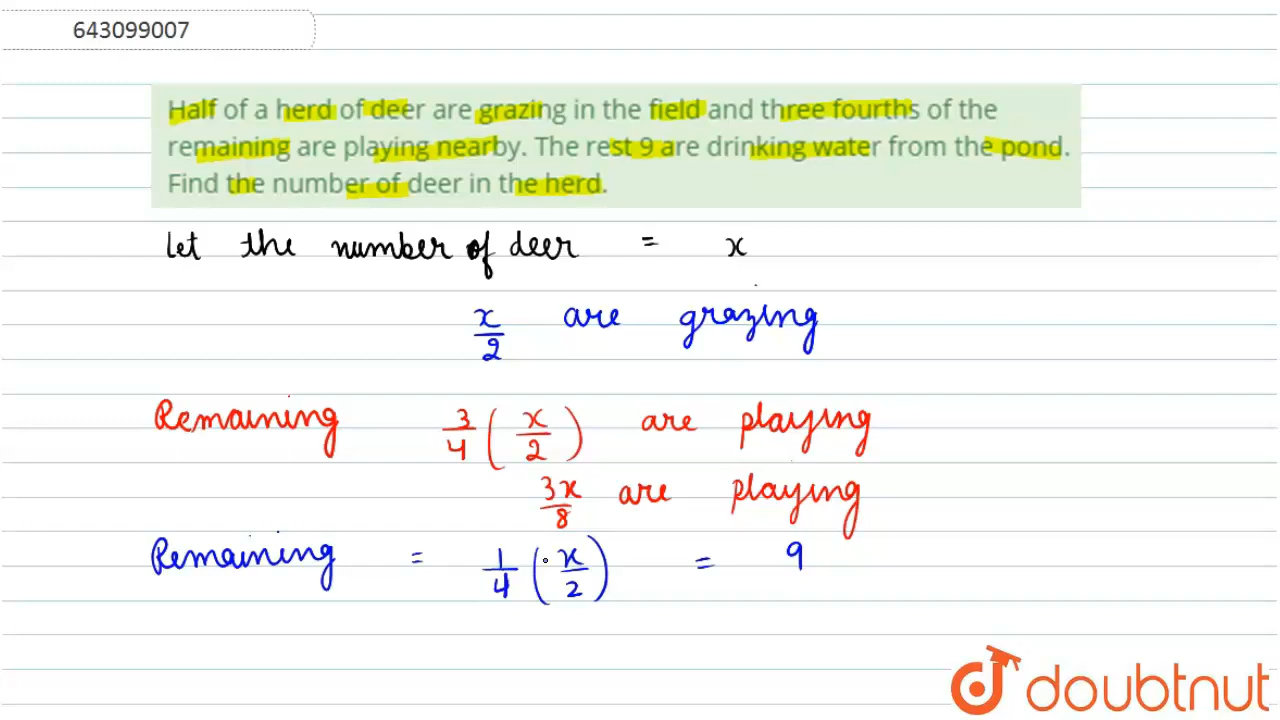 643099007
Half of a herd of deer are grazing in the field and three fourths of the
remaining are playing nearby. The rest 9 are drinking water from the pond.
Find the number of deer in the herd.
Let the number of deer = x
x/2 are grazing
Remaining 3/4 (x/2) are playing
3x/8 are playing
Remaining = 1/4 (x/2) = 9
doubtnut